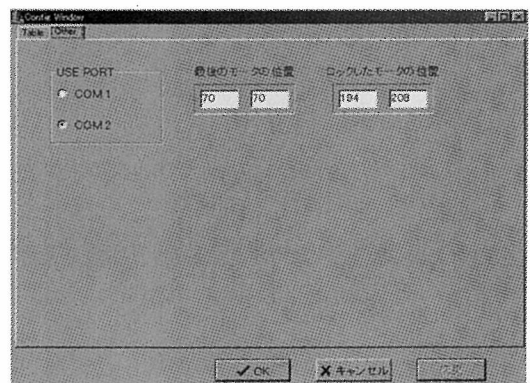 Confer Window
Table Other
USE PORT
COM 1
COM 2
最後のモータの位置
70 70
ロックしたモータの位置
194 208
OK
キャンセル